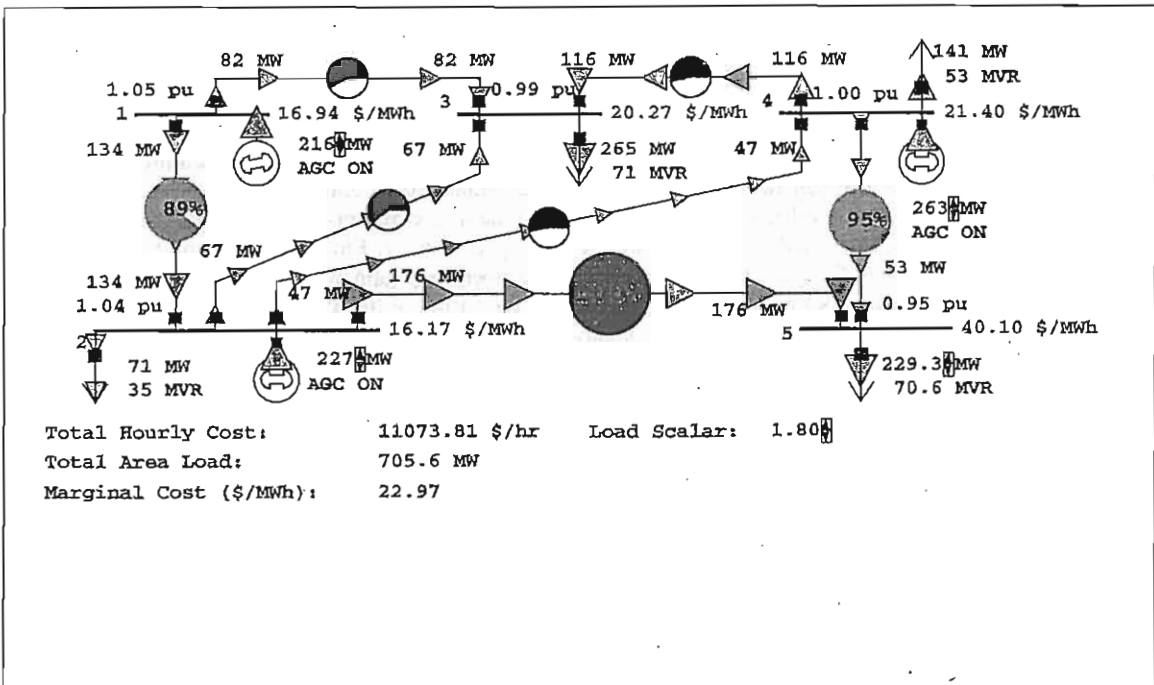 82 MW 82 MW 116 MW 116 MW 141 MW
53 MVR
1.05 pu 0.99 pu 1.00 pu
1 16.94 $/MWh 3 20.27 $/MWh 4 21.40 $/MWh
134 MW 216 MW 67 MW 265 MW 47 MW
AGC ON 71 MVR
89% 95% 263 MW
AGC ON
67 MW 53 MW
134 MW 47 MW 176 MW 176 MW
1.04 pu 0.95 pu
2 16.17 $/MWh 5 40.10 $/MWh
71 MW 227 MW 229.3 MW
35 MVR AGC ON 70.6 MVR
Total Hourly Cost: 11073.81 $/hr Load Scalar: 1.80
Total Area Load: 705.6 MW
Marginal Cost ($/MWh): 22.97